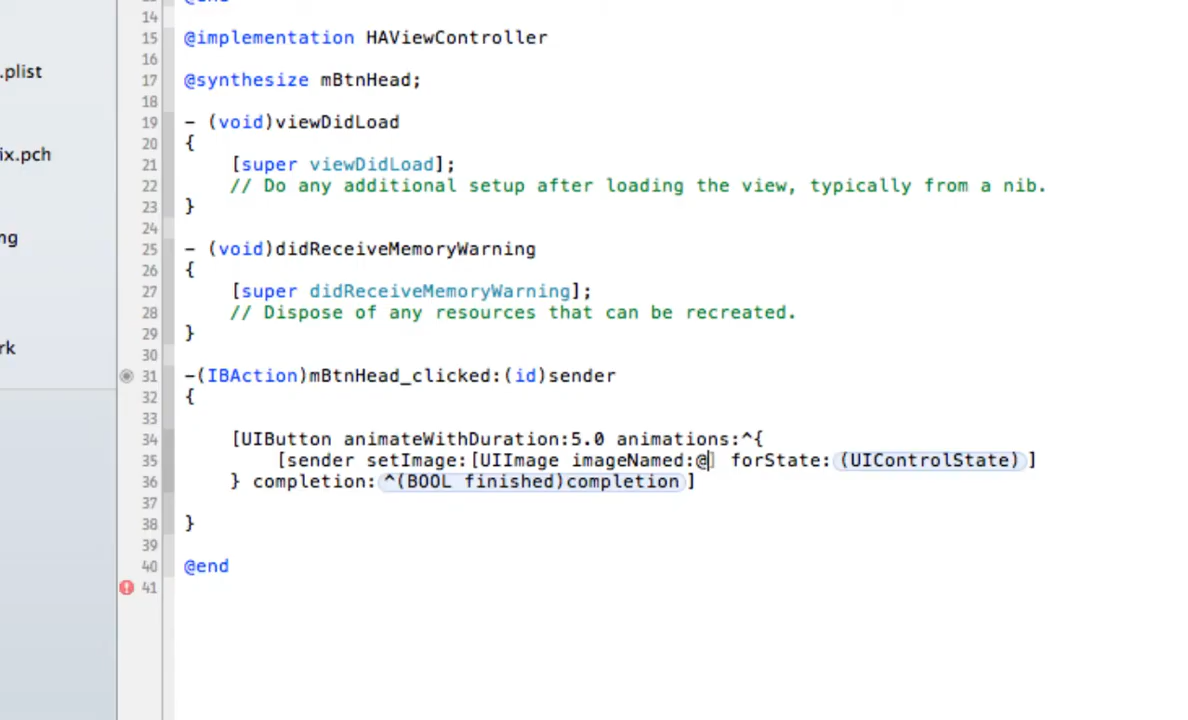 @end
14
15 @implementation HAViewController
16
.plist
17 @synthesize mBtnHead;
18
19 - (void)viewDidLoad
20 {
ix.pch
21 [super viewDidLoad];
22 // Do any additional setup after loading the view, typically from a nib.
23 }
24
ng
25 - (void)didReceiveMemoryWarning
26 {
27 [super didReceiveMemoryWarning];
28 // Dispose of any resources that can be recreated.
29 }
rk
30
31 -(IBAction)mBtnHead_clicked:(id)sender
32 {
33
34 [UIButton animateWithDuration:5.0 animations:^{
35 [sender setImage:[UIImage imageNamed:@] forState:(UIControlState)]
36 } completion:^(BOOL finished)completion]
37
38 }
39
40 @end
41